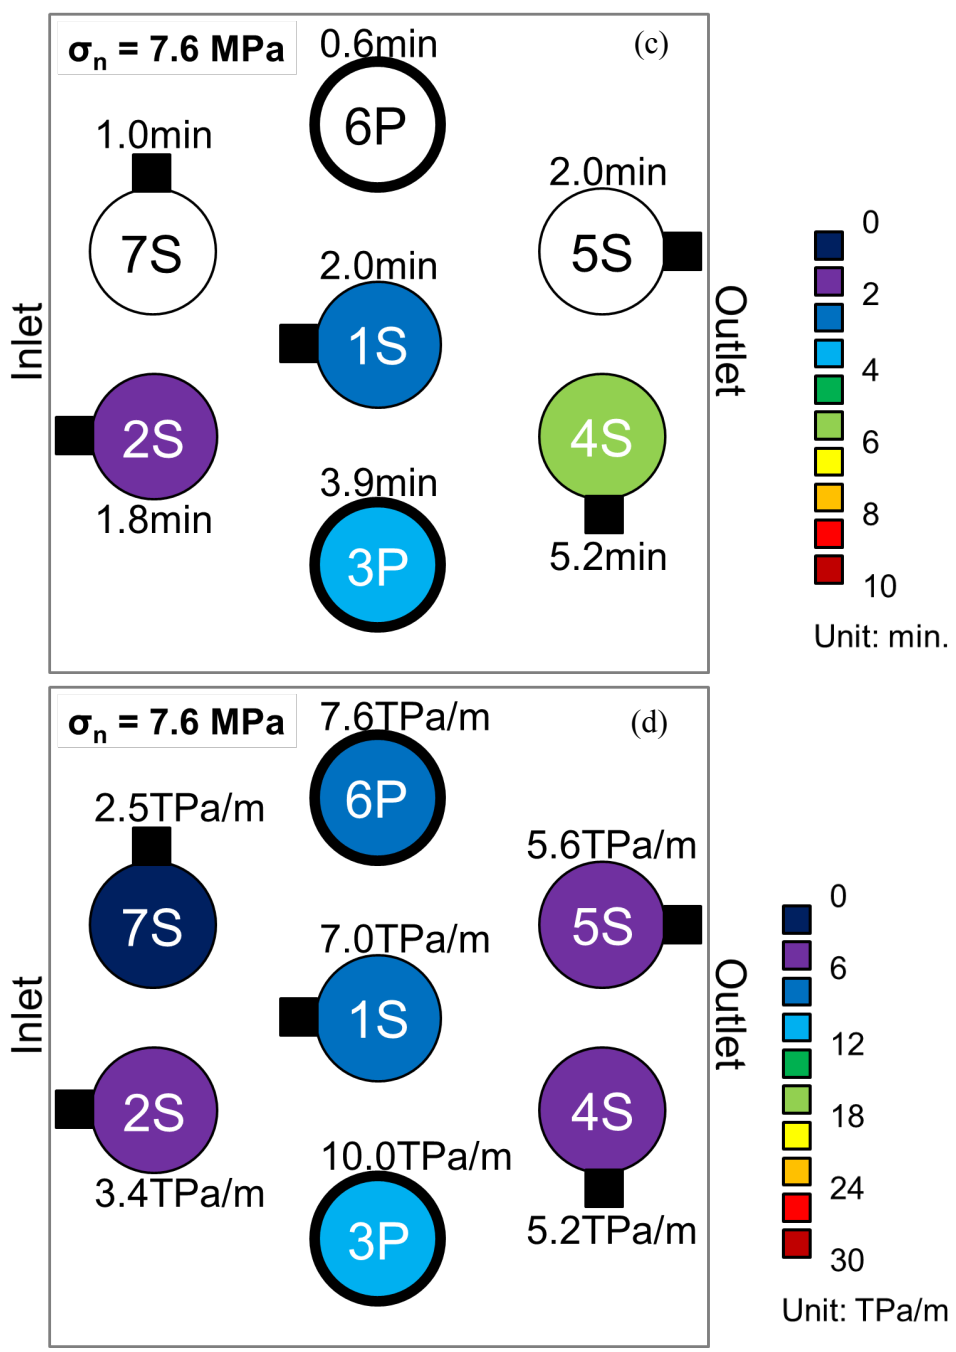 σn = 7.6 MPa
(c)
0.6min
6P
1.0min
7S
2.0min
5S
2.0min
1S
Inlet
Outlet
2S
1.8min
4S
5.2min
3.9min
3P
0
2
4
6
8
10
Unit: min.
σn = 7.6 MPa
(d)
7.6TPa/m
6P
2.5TPa/m
7S
5.6TPa/m
5S
7.0TPa/m
1S
Inlet
Outlet
2S
3.4TPa/m
4S
5.2TPa/m
10.0TPa/m
3P
0
6
12
18
24
30
Unit: TPa/m